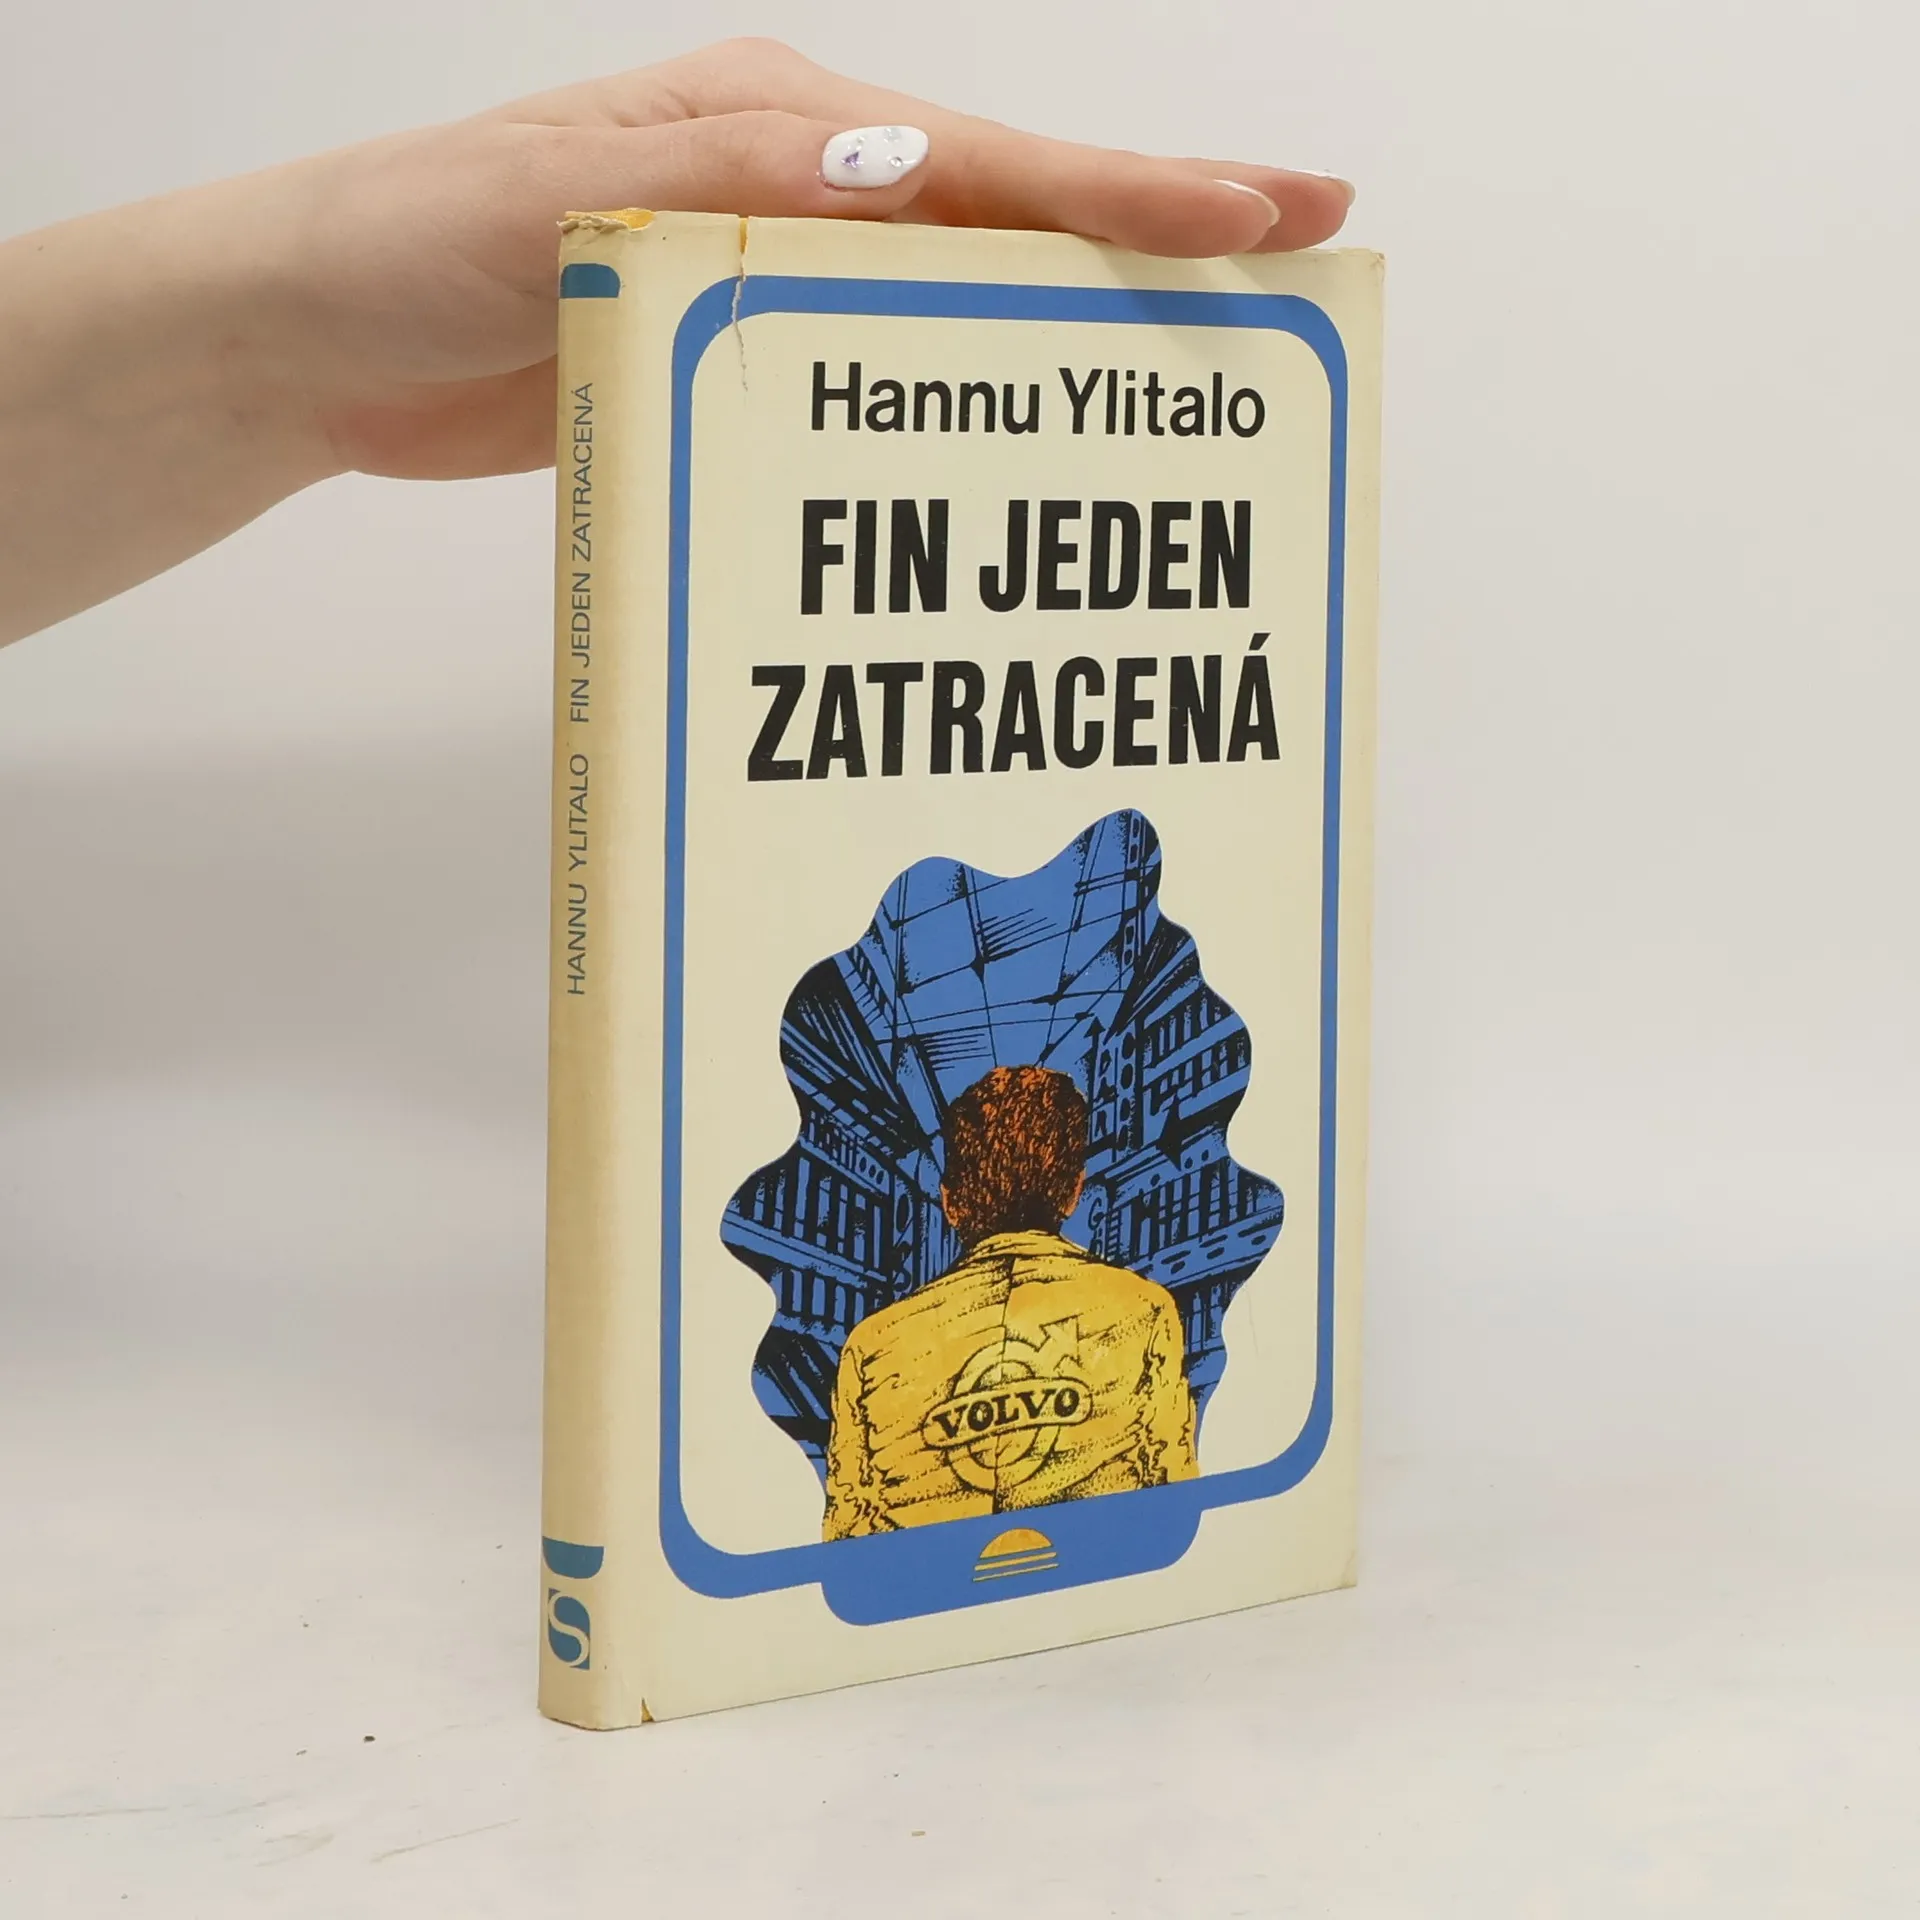 Hannu Ylitalo
FIN JEDEN
ZATRACENÁ
VOLVO
HANNU YLITALO FIN JEDEN ZATRACENÁ
S